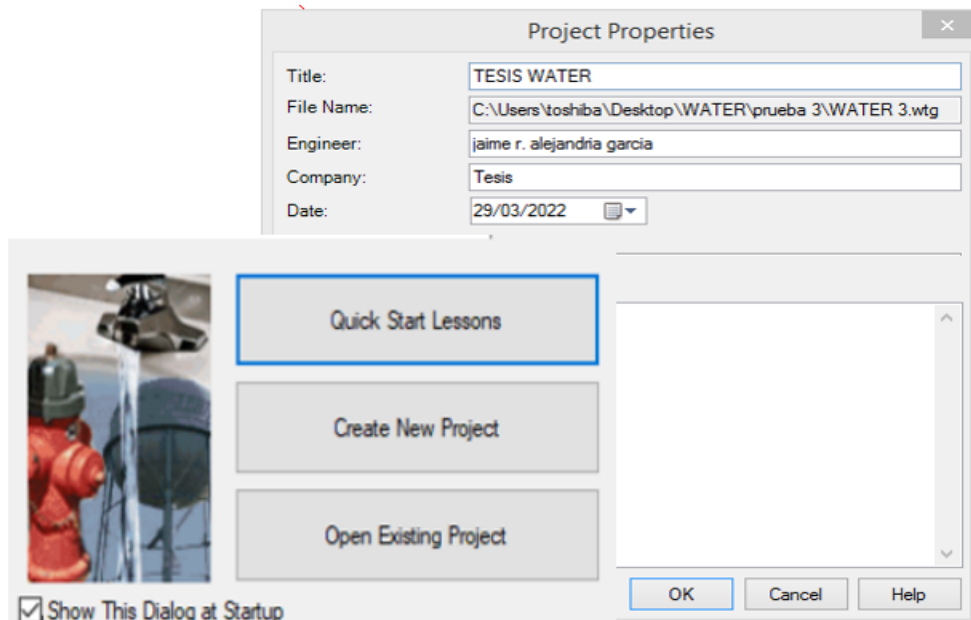 Project Properties
Title: TESIS WATER
File Name: C:\Users\toshiba\Desktop\WATER\prueba 3\WATER 3.wtg
Engineer: jaime r. alejandria garcia
Company: Tesis
Date: 29/03/2022
Quick Start Lessons
Create New Project
Open Existing Project
Show This Dialog at Startup
OK Cancel Help